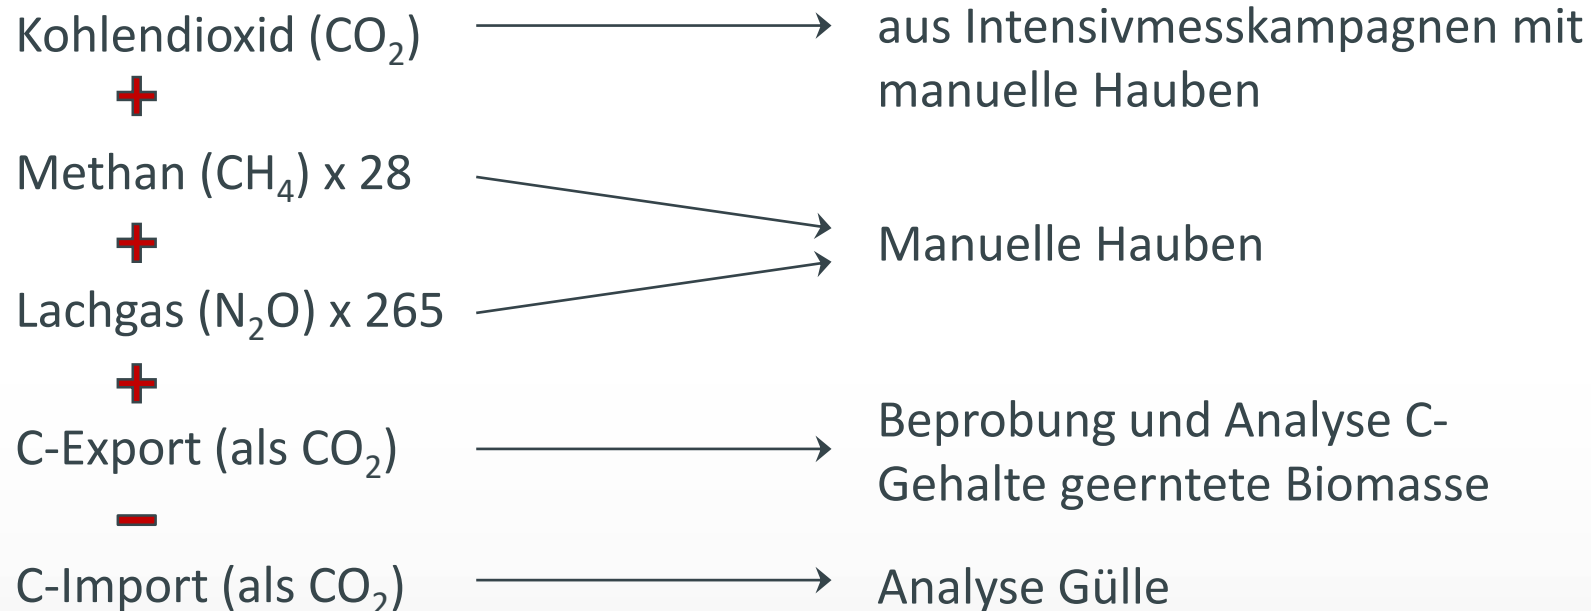 Kohlendioxid (CO₂)
aus Intensivmesskampagnen mit
manuelle Hauben
+
Methan (CH₄) x 28
+
Manuelle Hauben
Lachgas (N₂O) x 265
+
C-Export (als CO₂)
Beprobung und Analyse C-
Gehalte geerntete Biomasse
−
C-Import (als CO₂)
Analyse Gülle